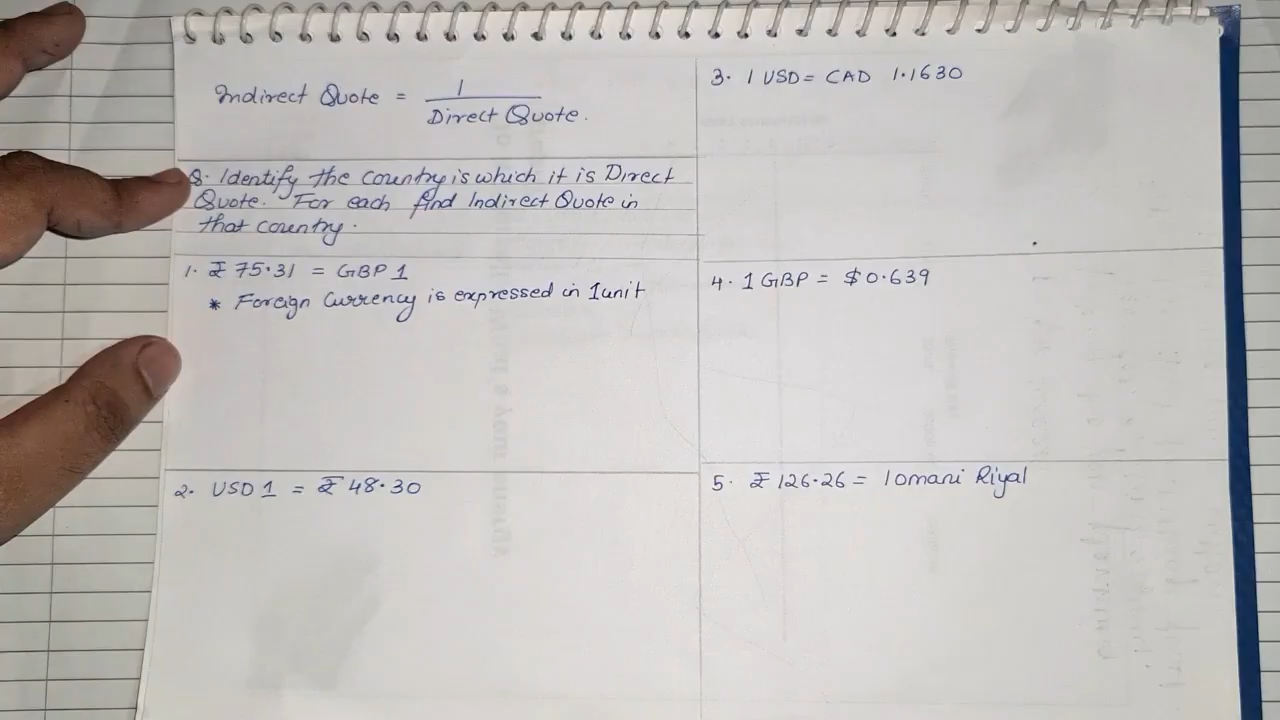 Indirect Quote = 1
Direct Quote.
Q. Identify the country is which it is Direct
Quote. For each find Indirect Quote in
that country.
1. ₹ 75.31 = GBP 1
* Foreign Currency is expressed in 1unit
2. USD 1 = ₹ 48.30
3. 1 USD = CAD 1.1630
4. 1 GBP = $ 0.639
5. ₹ 126.26 = 1 omani Riyal